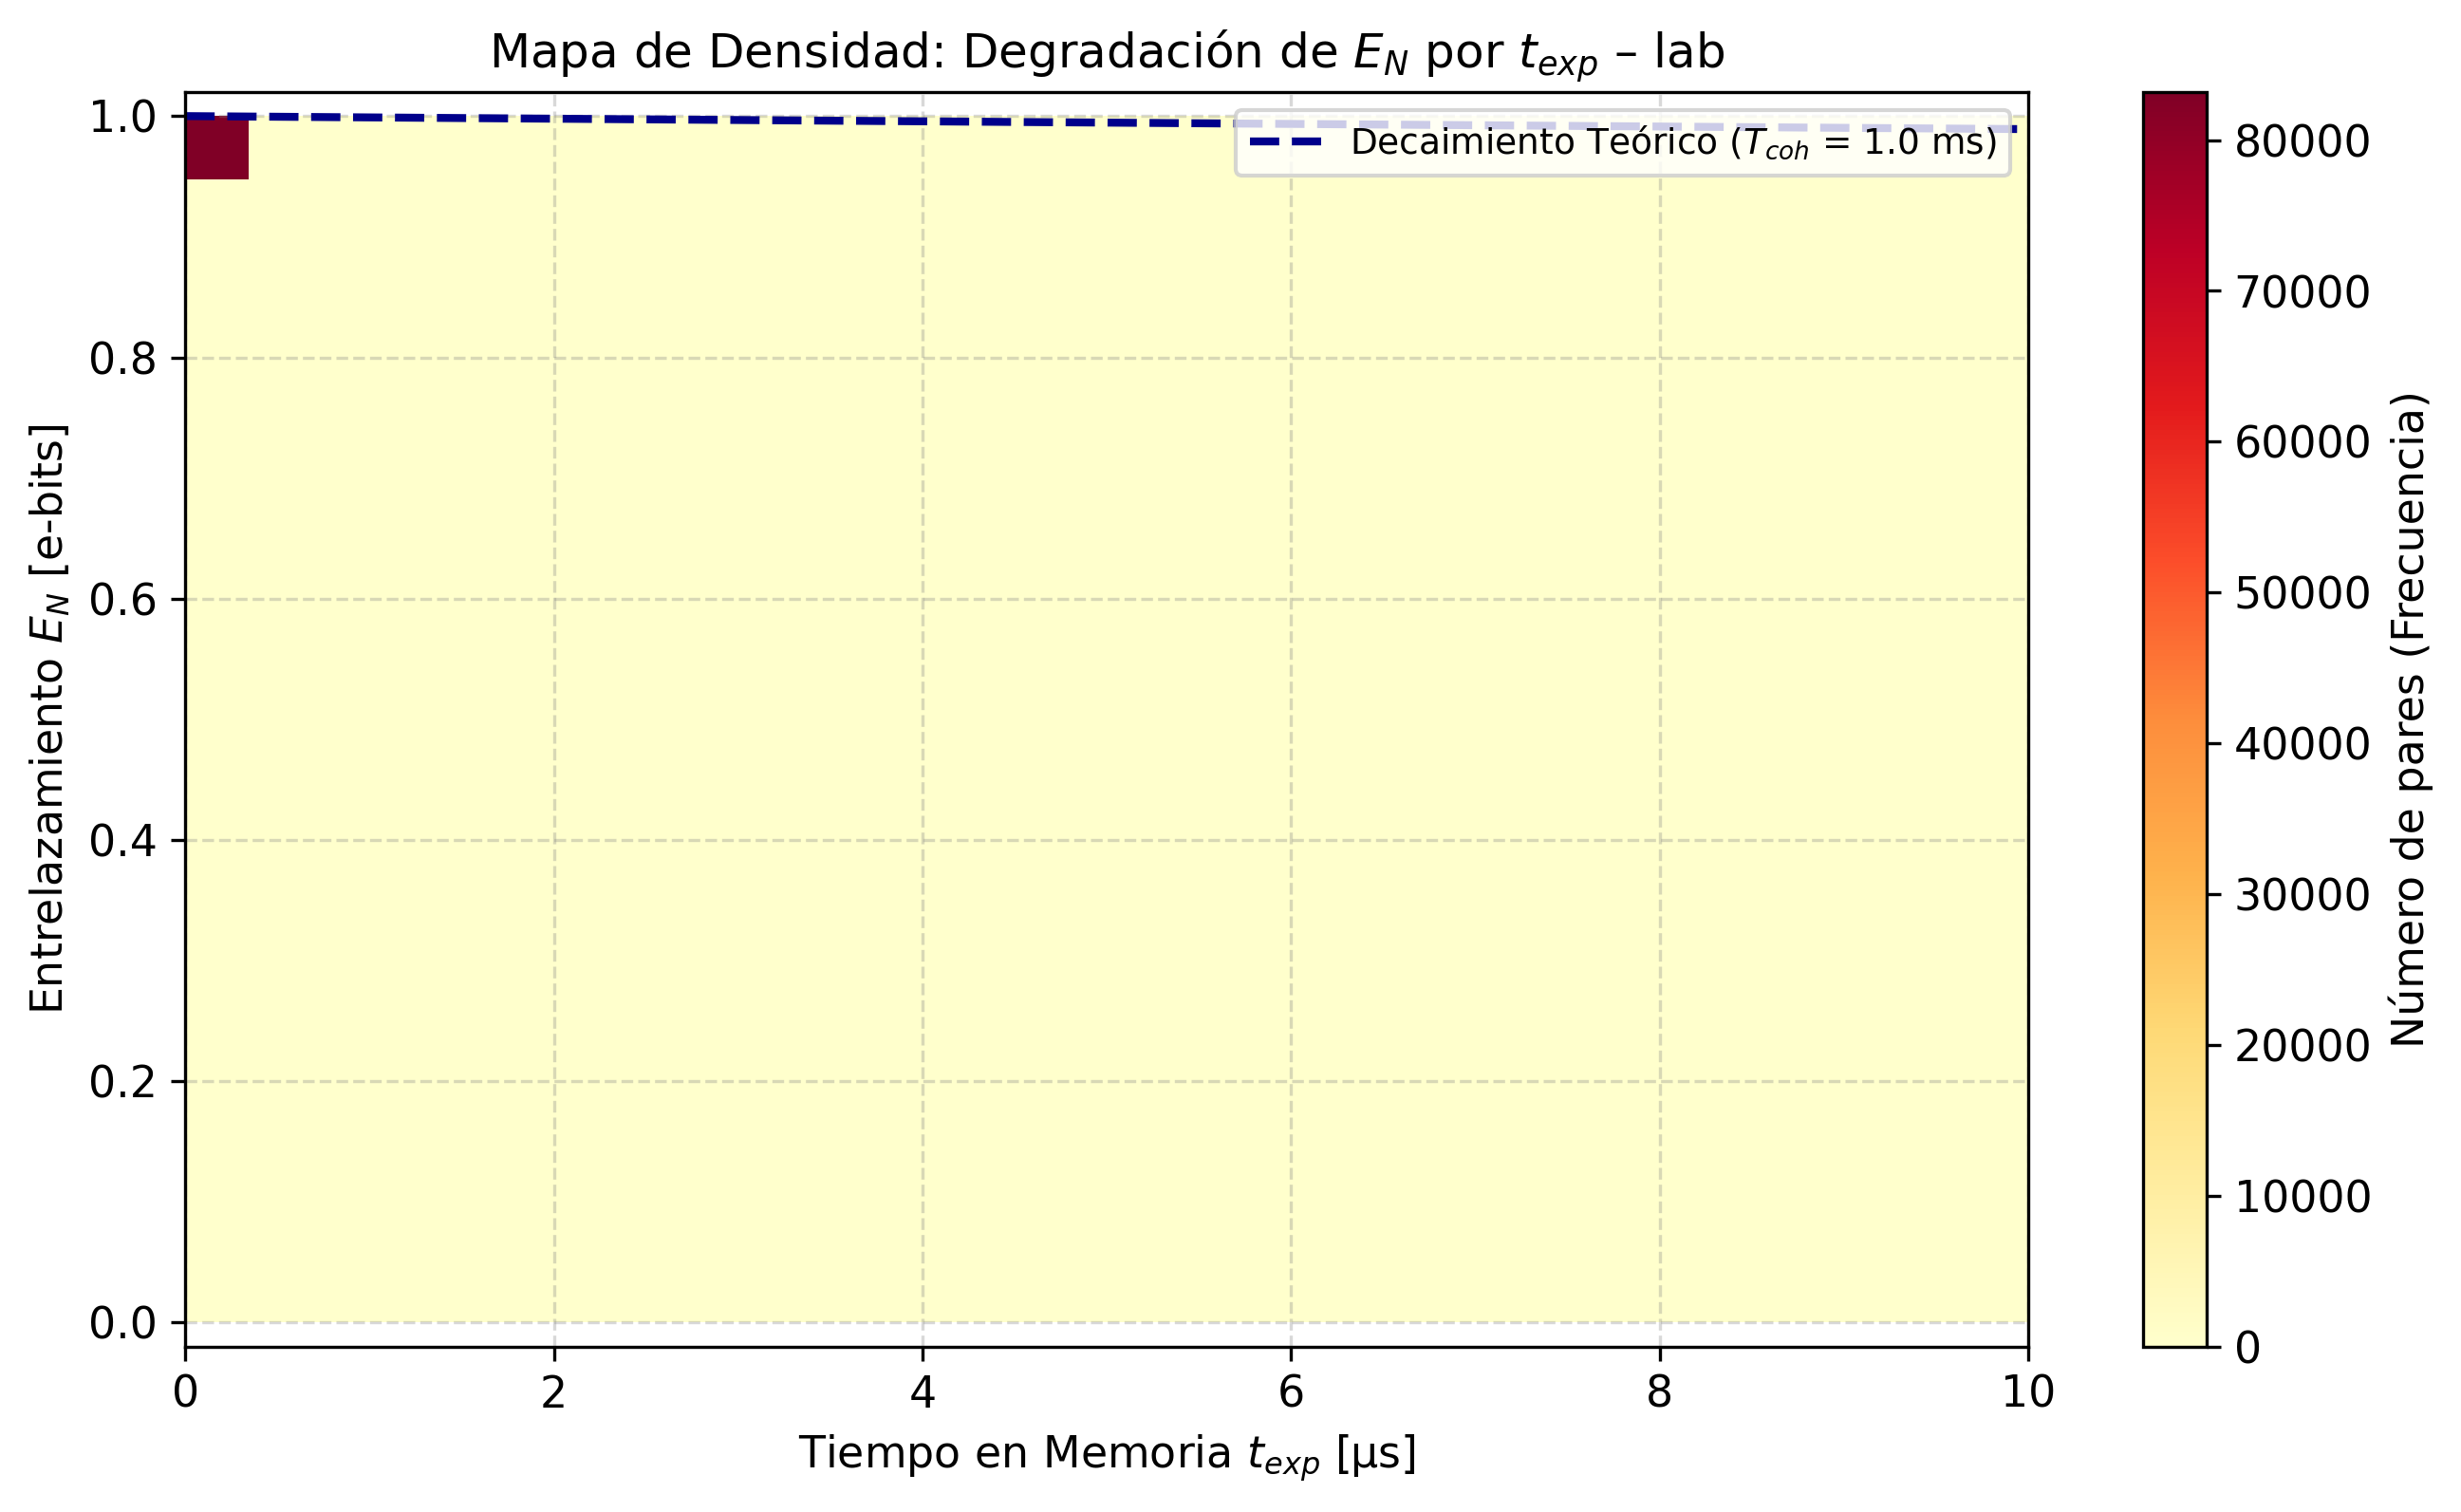 Mapa de Densidad: Degradación de E_N por t_exp – lab
Decaimiento Teórico (T_coh = 1.0 ms)
Entrelazamiento E_N [e-bits]
1.0
0.8
0.6
0.4
0.2
0.0
0 2 4 6 8 10
Tiempo en Memoria t_exp [µs]
80000
70000
60000
50000
40000
30000
20000
10000
0
Número de pares (Frecuencia)